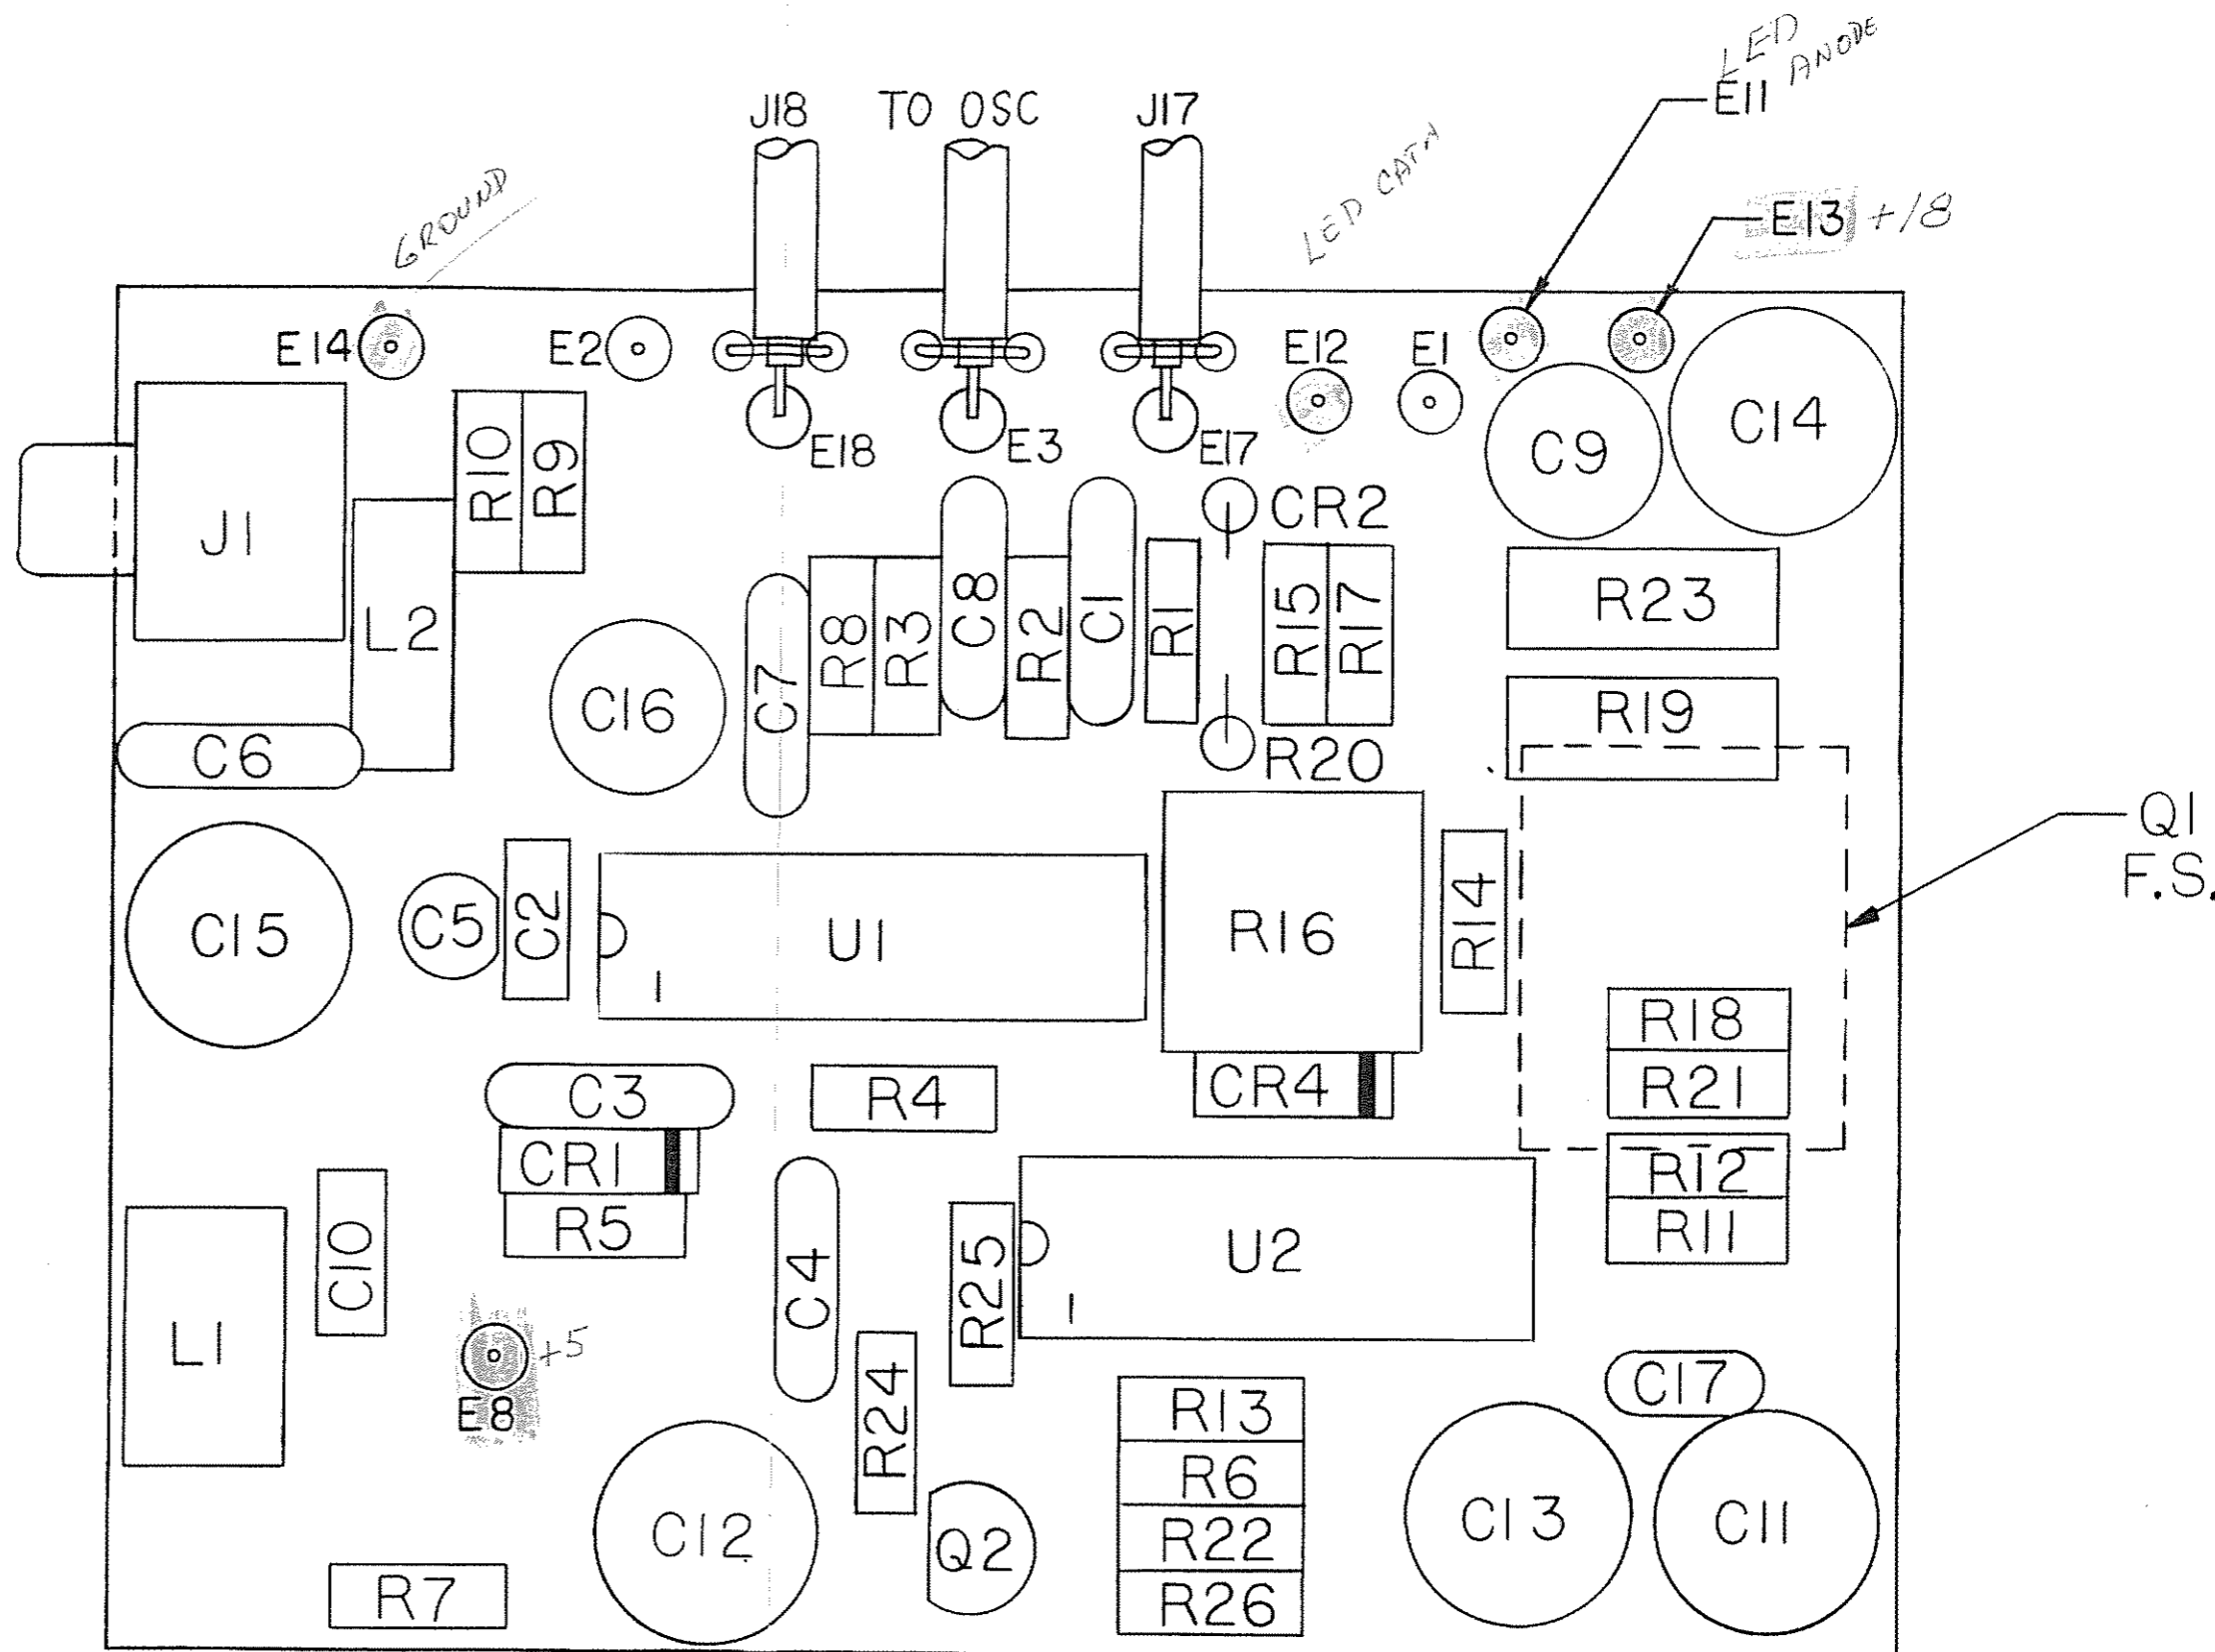 LED
ANODE
E11
J18
TO OSC
J17
LED CATH
GROUND
E13 +18
E14
E2
E12
E1
E18
E3
E17
C9
C14
J1
R10
R9
CR2
L2
C16
C7
R8
R3
C8
R2
C1
R1
R15
R17
R23
R19
C6
R20
Q1
F.S.
C15
C5
C2
U1
1
R16
R14
R18
R21
C3
R4
CR4
CR1
R5
R12
R11
C10
C4
R25
U2
1
L1
+5
E8
R24
C17
R13
R6
R22
R26
C12
Q2
C13
C11
R7